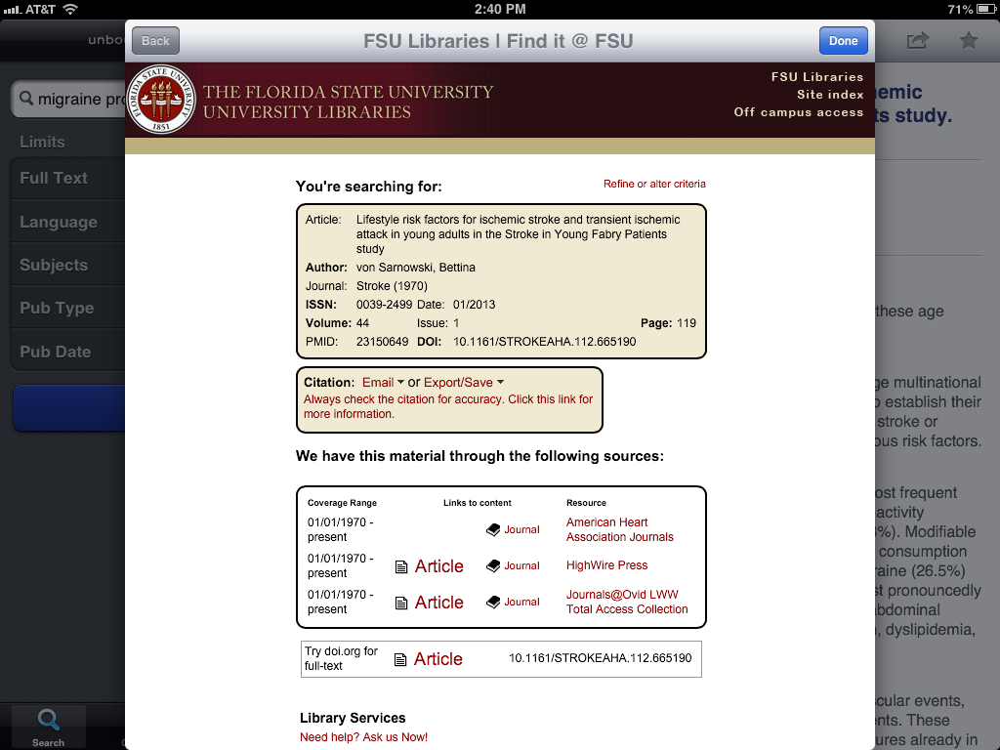 AT&T 2:40 PM 71%
unbo
Back FSU Libraries | Find it @ FSU Done
FLORIDA STATE UNIVERSITY
1851
THE FLORIDA STATE UNIVERSITY
UNIVERSITY LIBRARIES
FSU Libraries
Site index
Off campus access
migraine pro
Limits
Full Text
Language
Subjects
Pub Type
Pub Date
Search
You're searching for: Refine or alter criteria
Article: Lifestyle risk factors for ischemic stroke and transient ischemic
attack in young adults in the Stroke in Young Fabry Patients
study
Author: von Sarnowski, Bettina
Journal: Stroke (1970)
ISSN: 0039-2499 Date: 01/2013
Volume: 44 Issue: 1 Page: 119
PMID: 23150649 DOI: 10.1161/STROKEAHA.112.665190
Citation: Email or Export/Save
Always check the citation for accuracy. Click this link for
more information.
We have this material through the following sources:
Coverage Range Links to content Resource
01/01/1970 -
present Journal American Heart
Association Journals
01/01/1970 -
present Article Journal HighWire Press
01/01/1970 -
present Article Journal Journals@Ovid LWW
Total Access Collection
Try doi.org for
full-text Article 10.1161/STROKEAHA.112.665190
Library Services
Need help? Ask us Now!
emic
ts study.
these age
ge multinational
o establish their
stroke or
ous risk factors.
ost frequent
activity
%). Modifiable
consumption
raine (26.5%)
st pronouncedly
abdominal
, dyslipidemia,
scular events,
ents. These
ures already in